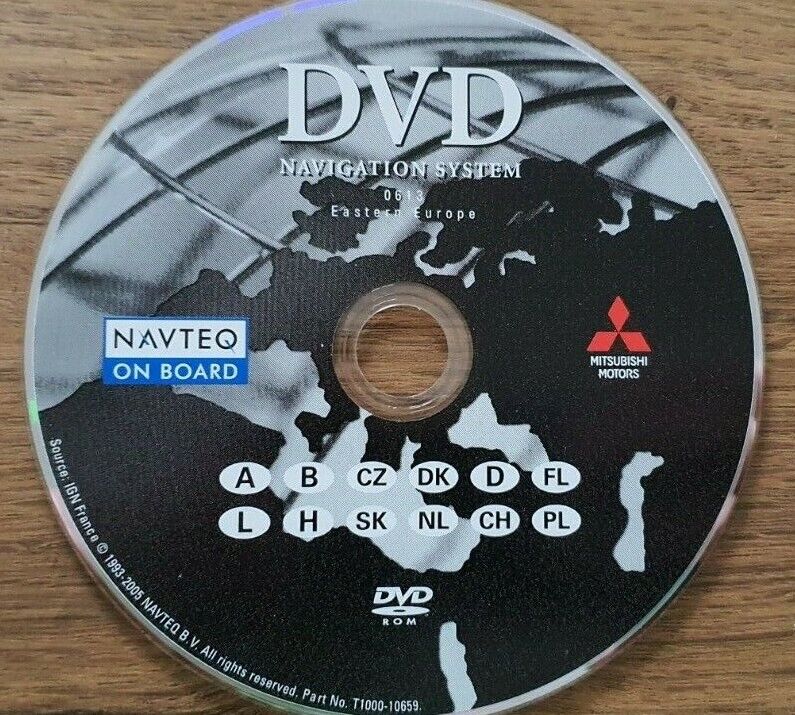 DVD
NAVIGATION SYSTEM
0613
Eastern Europe
NAVTEQ
ON BOARD
MITSUBISHI
MOTORS
A B CZ DK D FL
L H SK NL CH PL
DVD
ROM
Source: IGN France © 1993-2005 NAVTEQ B.V. All rights reserved. Part No. T1000-10659.